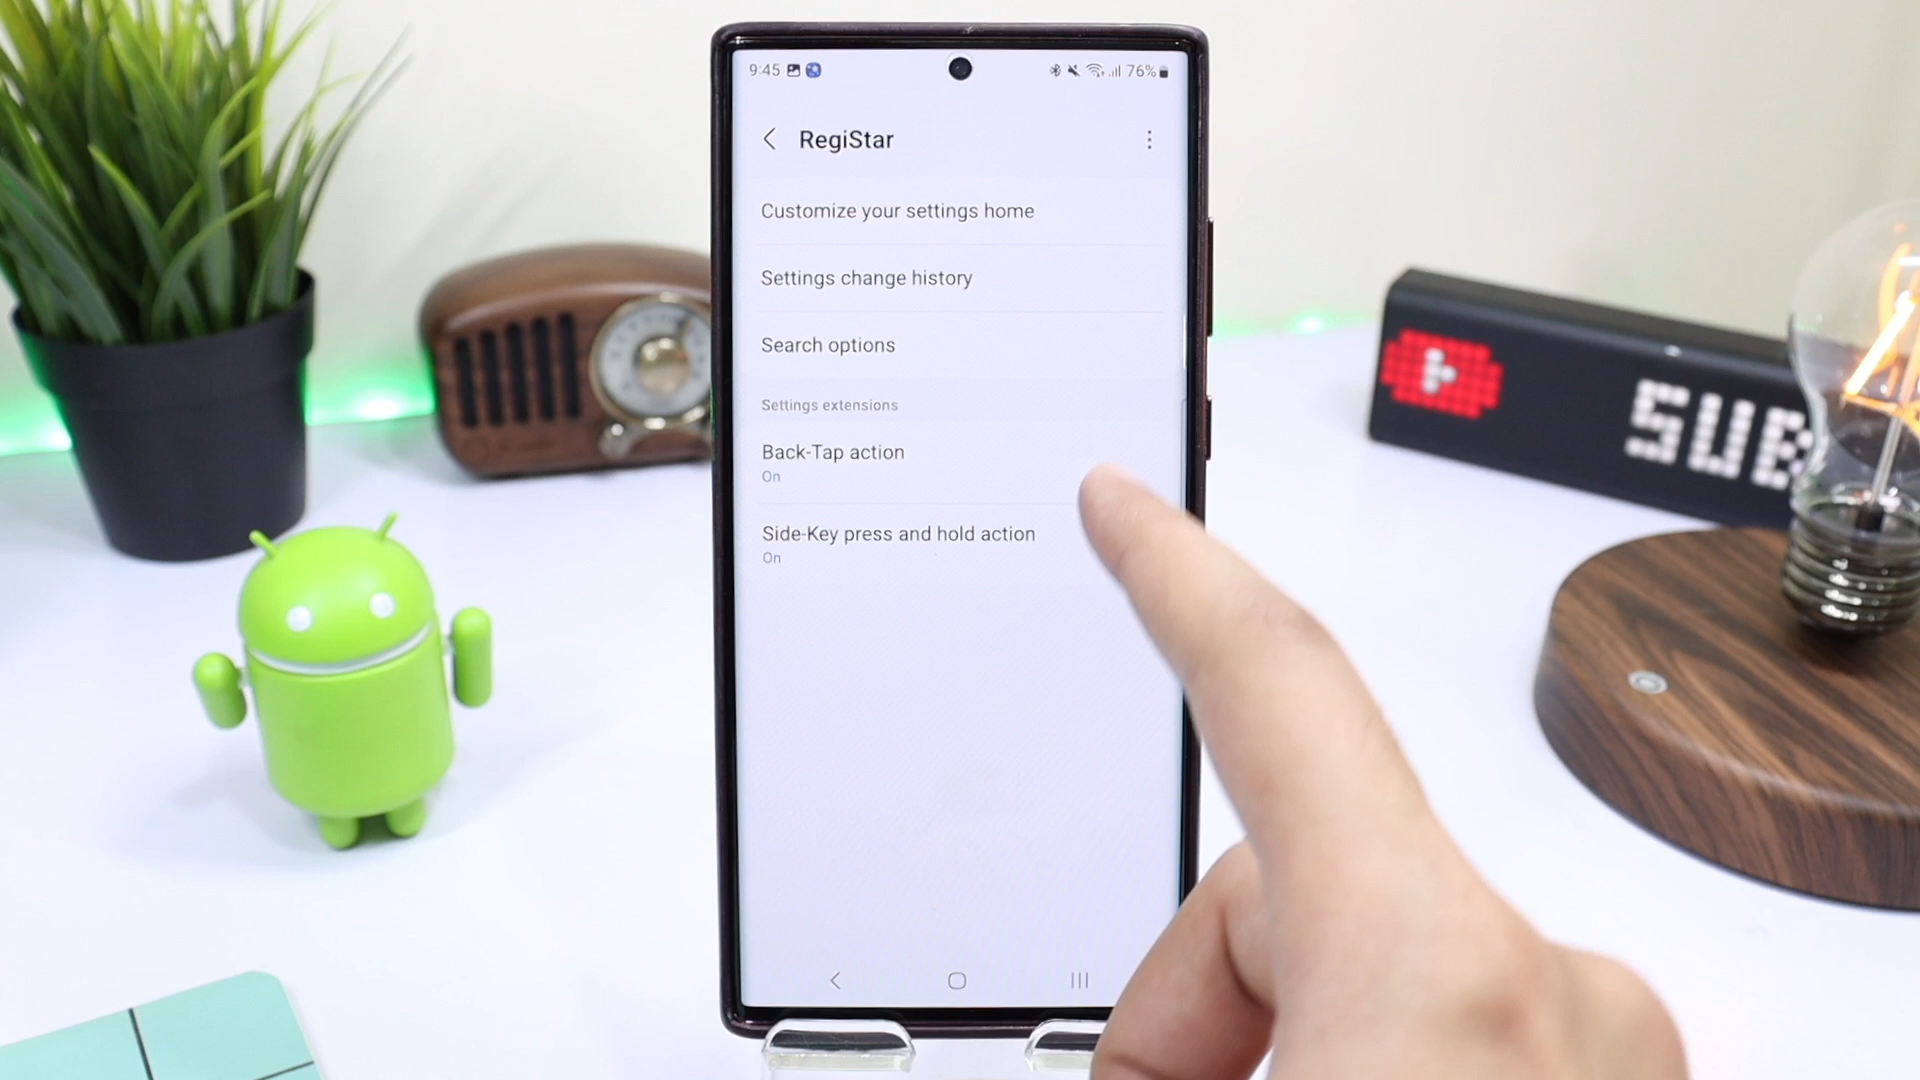 9:45
76%
RegiStar
Customize your settings home
Settings change history
Search options
Settings extensions
Back-Tap action
On
Side-Key press and hold action
On
SUB